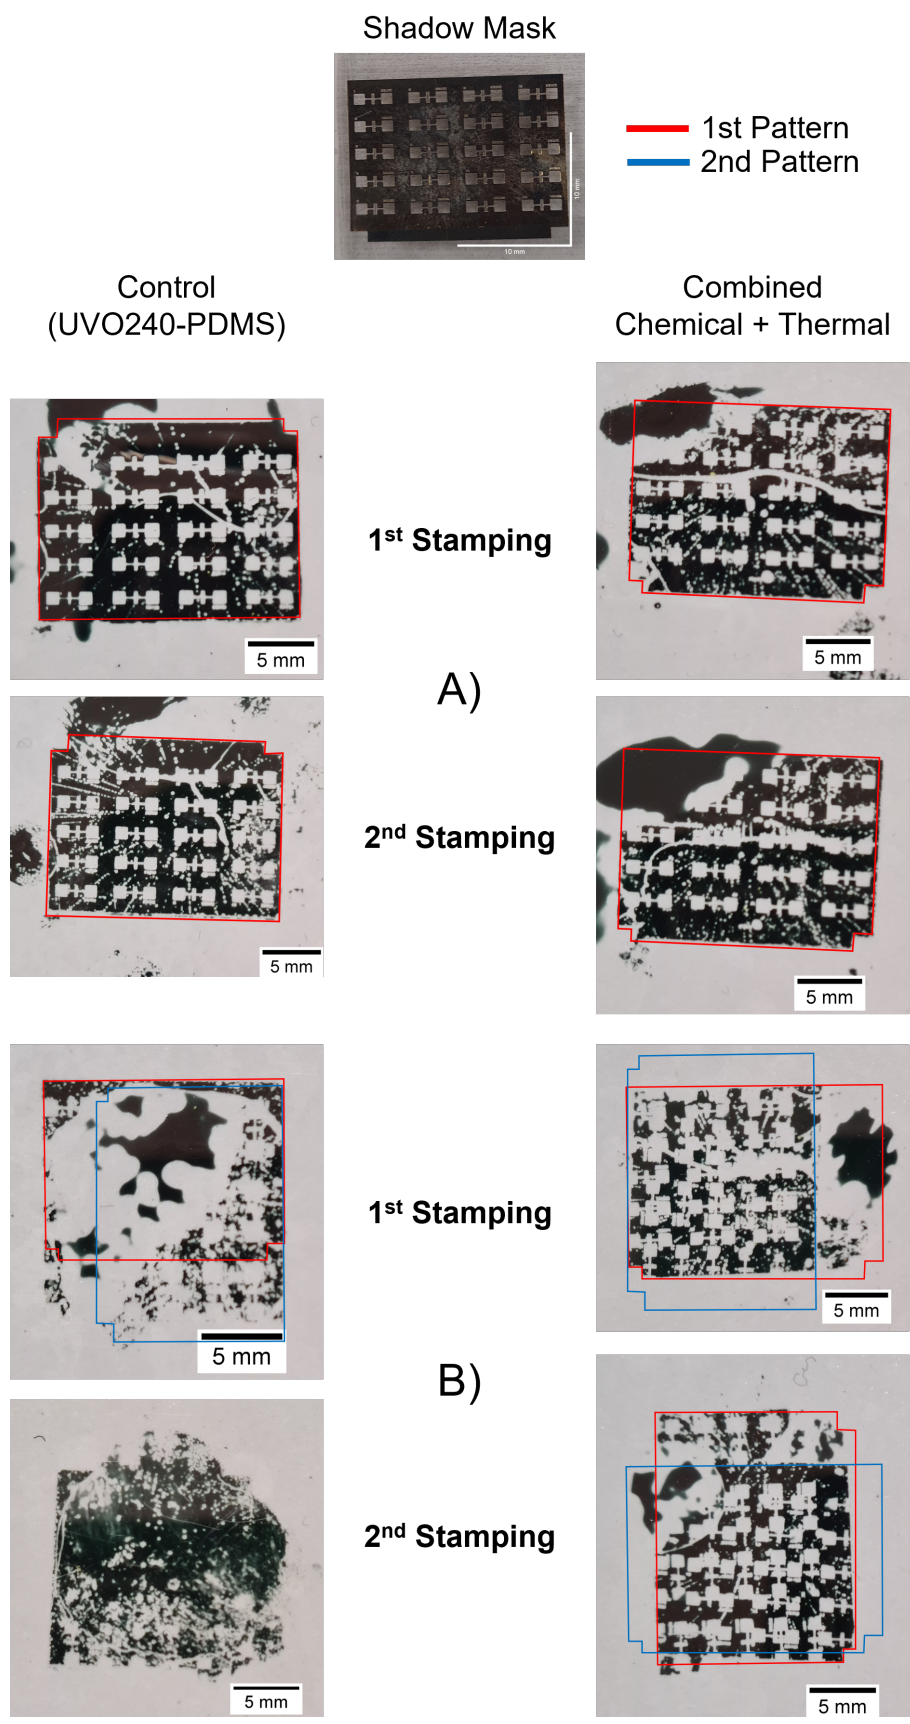 Shadow Mask
10 mm
10 mm
1st Pattern
2nd Pattern
Control
(UVO240-PDMS)
Combined
Chemical + Thermal
1st Stamping
5 mm
5 mm
A)
2nd Stamping
5 mm
5 mm
1st Stamping
5 mm
5 mm
B)
2nd Stamping
5 mm
5 mm